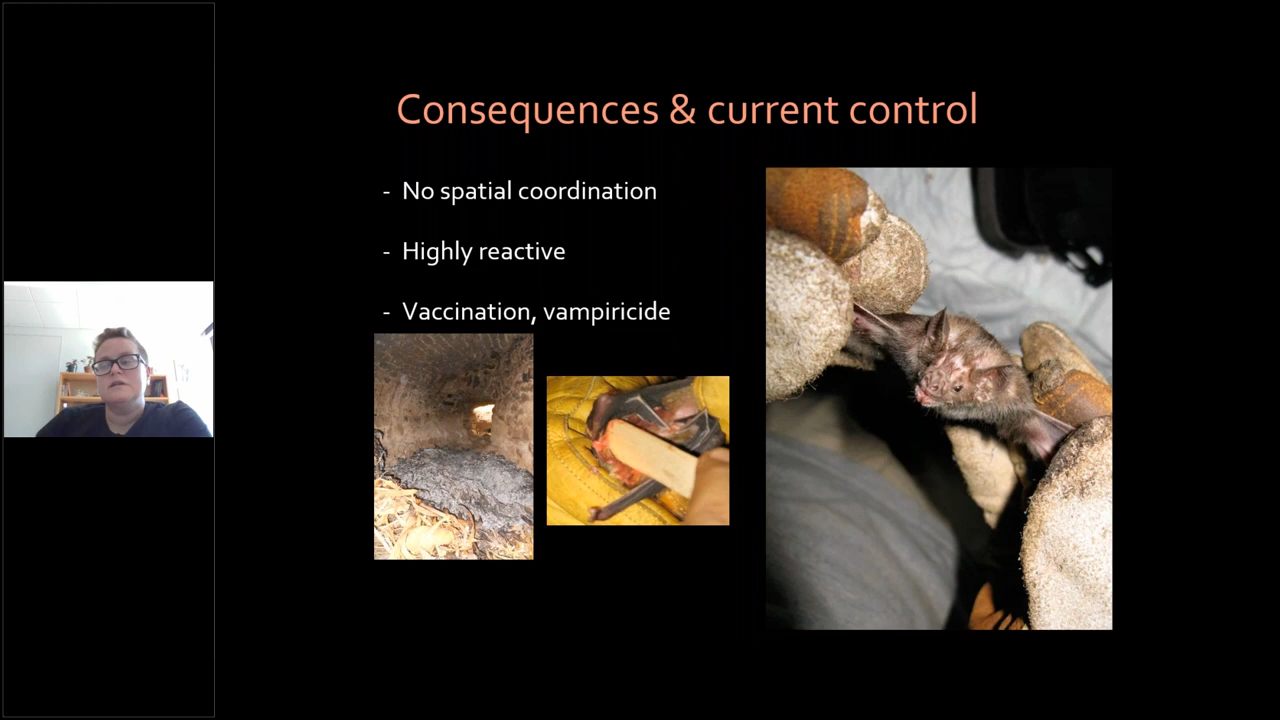 Consequences & current control
- No spatial coordination
- Highly reactive
- Vaccination, vampiricide